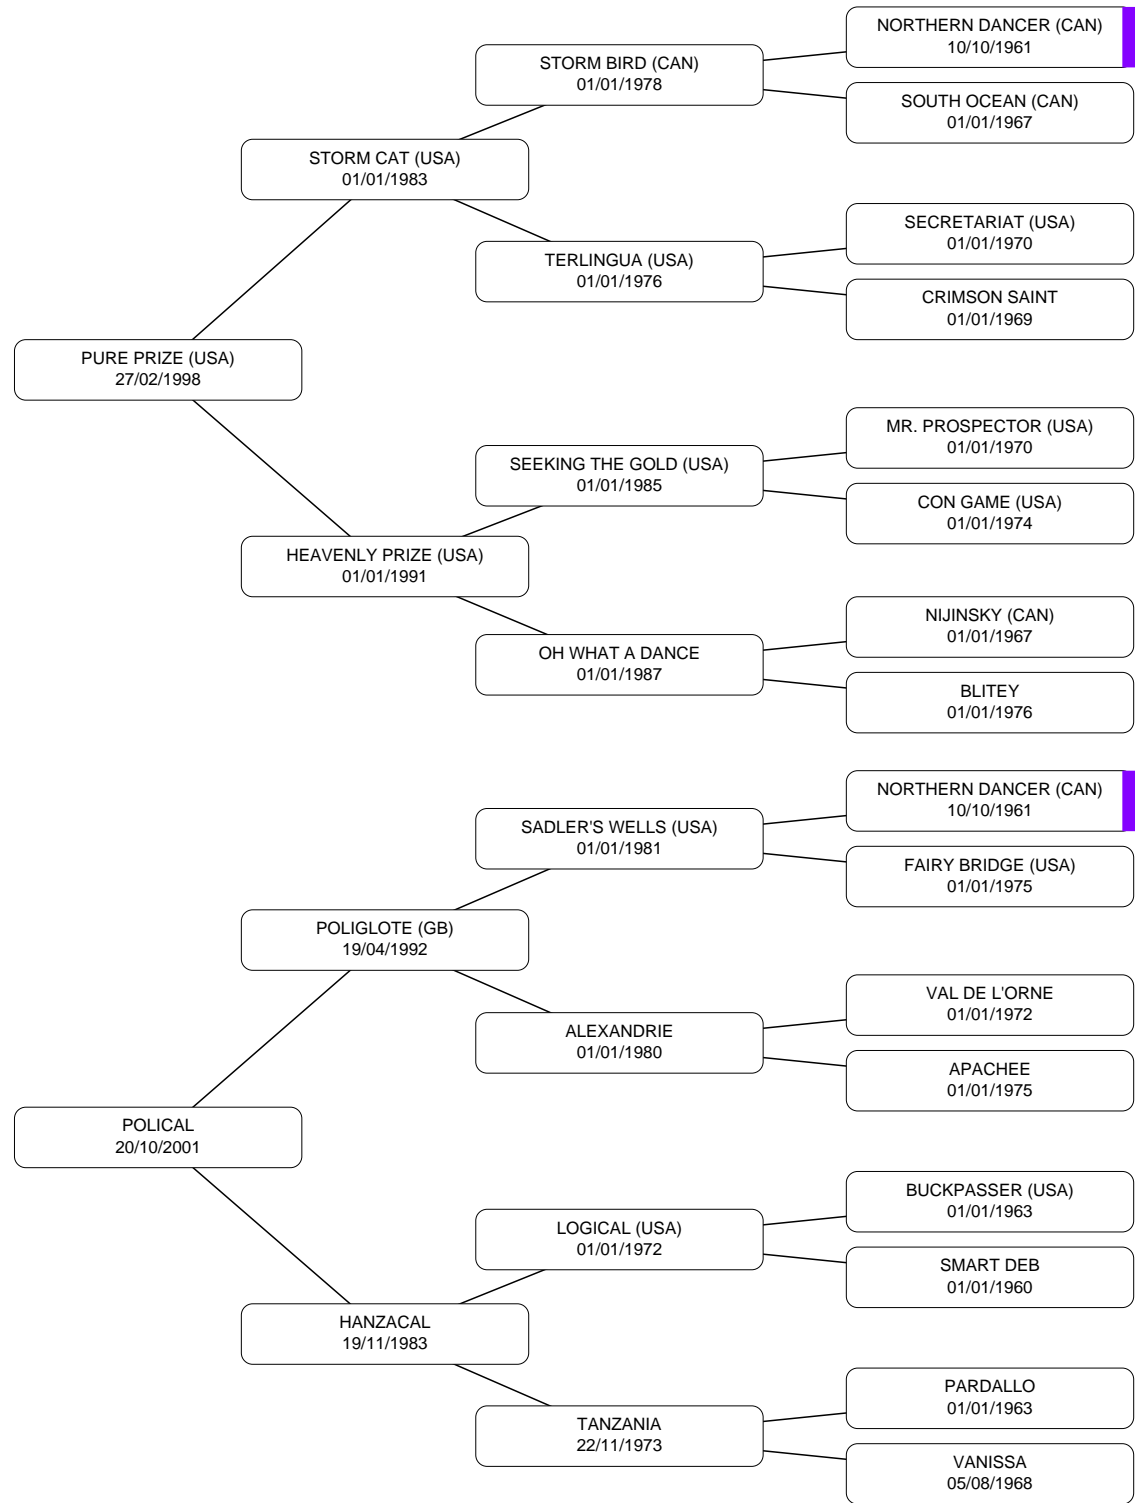 NORTHERN DANCER (CAN)
10/10/1961
STORM BIRD (CAN)
01/01/1978
SOUTH OCEAN (CAN)
01/01/1967
STORM CAT (USA)
01/01/1983
SECRETARIAT (USA)
01/01/1970
TERLINGUA (USA)
01/01/1976
CRIMSON SAINT
01/01/1969
PURE PRIZE (USA)
27/02/1998
MR. PROSPECTOR (USA)
01/01/1970
SEEKING THE GOLD (USA)
01/01/1985
CON GAME (USA)
01/01/1974
HEAVENLY PRIZE (USA)
01/01/1991
NIJINSKY (CAN)
01/01/1967
OH WHAT A DANCE
01/01/1987
BLITEY
01/01/1976
NORTHERN DANCER (CAN)
10/10/1961
SADLER'S WELLS (USA)
01/01/1981
FAIRY BRIDGE (USA)
01/01/1975
POLIGLOTE (GB)
19/04/1992
VAL DE L'ORNE
01/01/1972
ALEXANDRIE
01/01/1980
APACHEE
01/01/1975
POLICAL
20/10/2001
BUCKPASSER (USA)
01/01/1963
LOGICAL (USA)
01/01/1972
SMART DEB
01/01/1960
HANZACAL
19/11/1983
PARDALLO
01/01/1963
TANZANIA
22/11/1973
VANISSA
05/08/1968